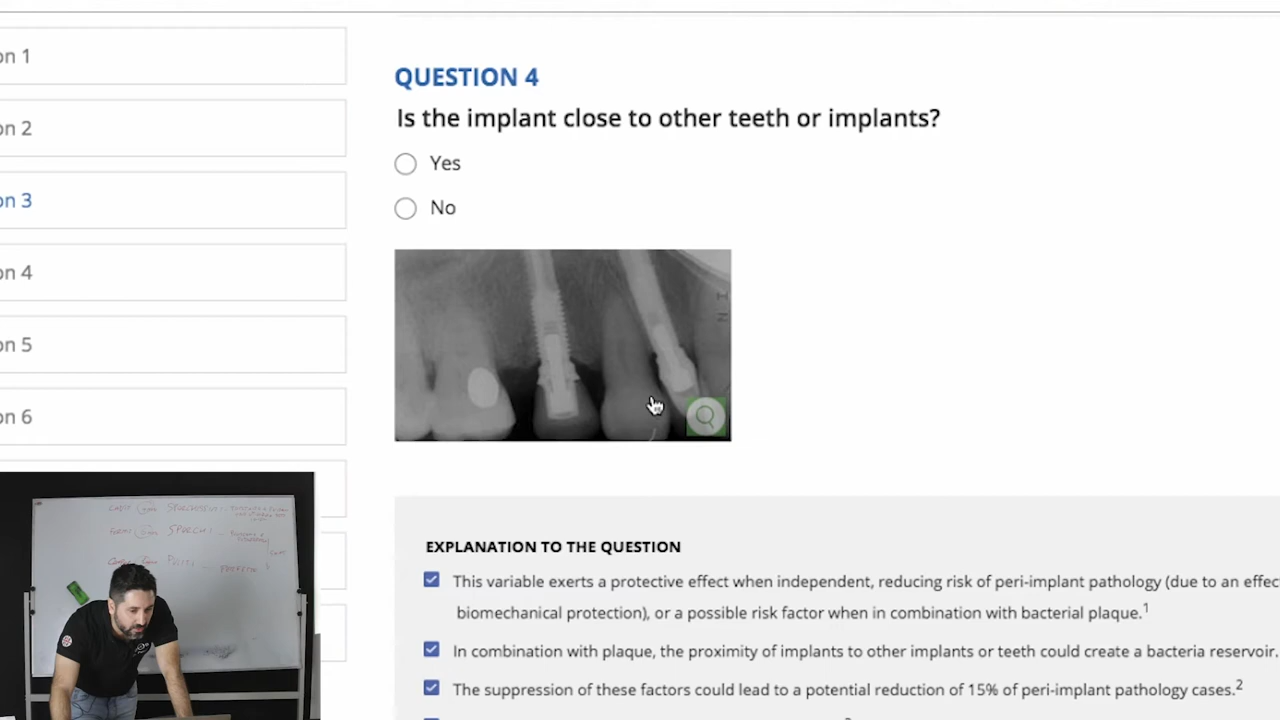 on 1
on 2
on 3
on 4
on 5
on 6
QUESTION 4
Is the implant close to other teeth or implants?
Yes
No
EXPLANATION TO THE QUESTION
This variable exerts a protective effect when independent, reducing risk of peri-implant pathology (due to an effec
biomechanical protection), or a possible risk factor when in combination with bacterial plaque.1
In combination with plaque, the proximity of implants to other implants or teeth could create a bacteria reservoir.
The suppression of these factors could lead to a potential reduction of 15% of peri-implant pathology cases.2